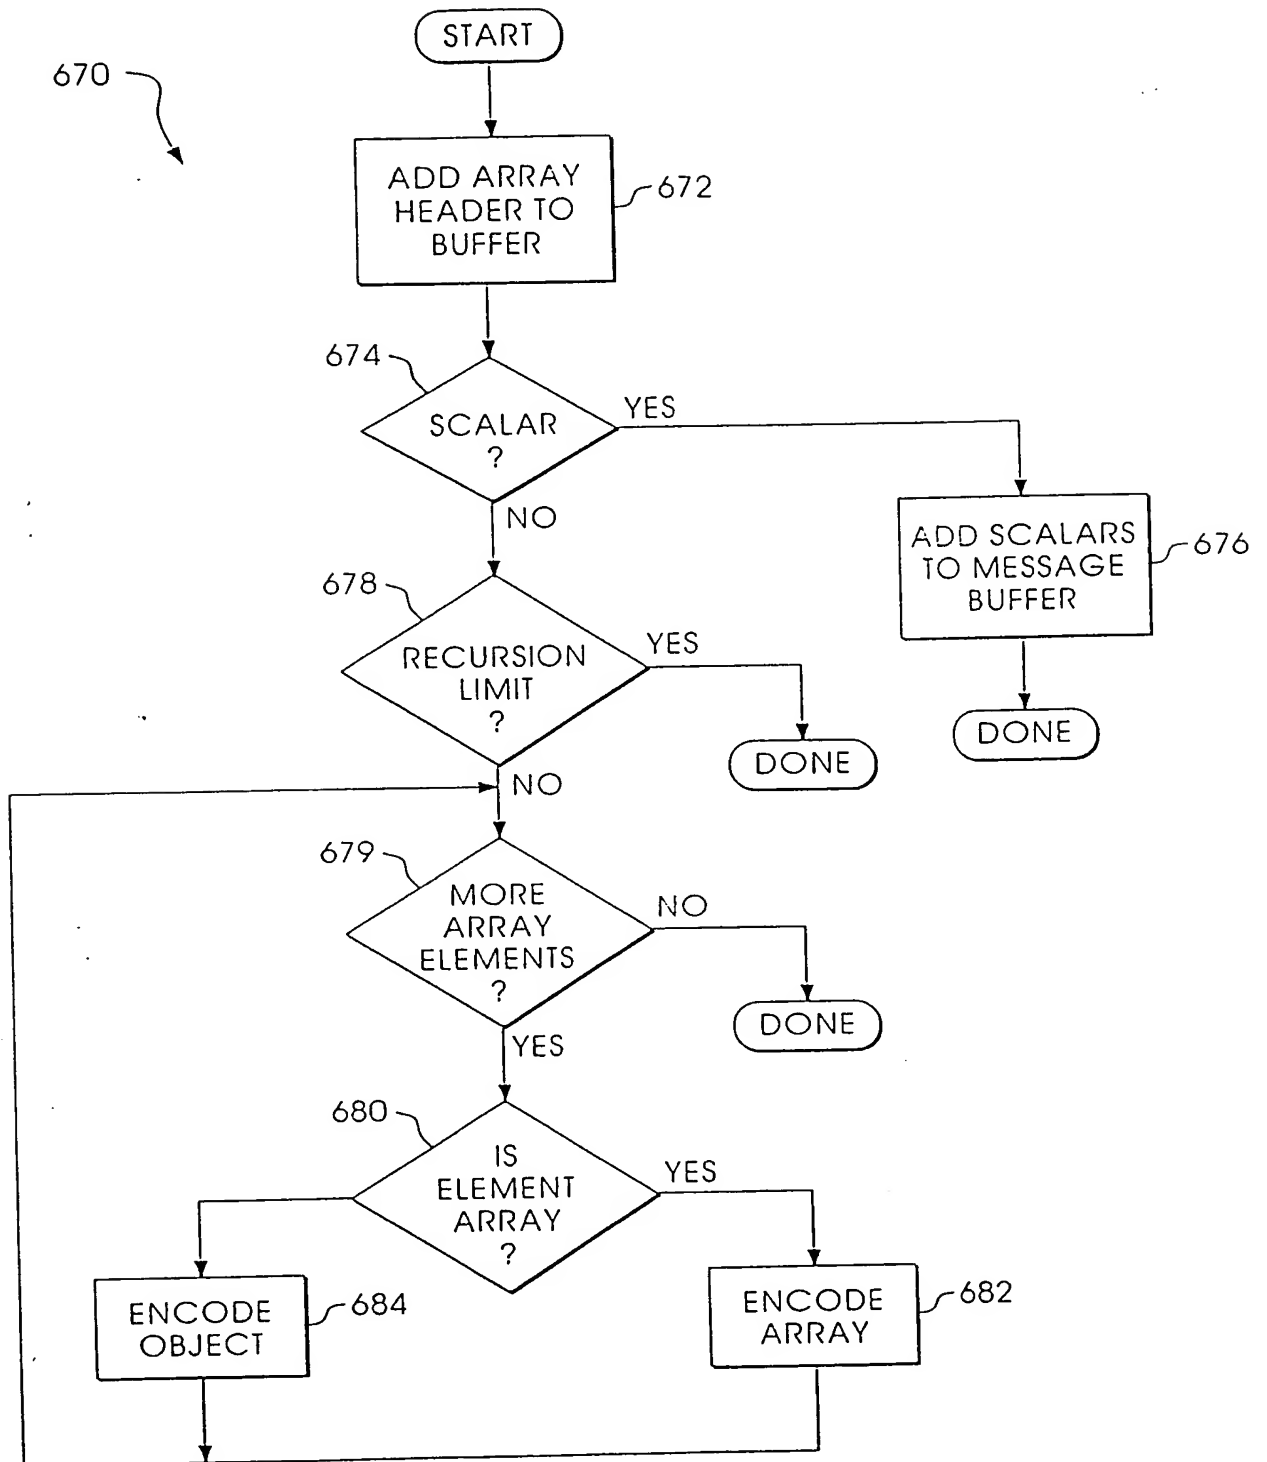 START
670
ADD ARRAY
HEADER TO
BUFFER
672
674
SCALAR
?
YES
NO
ADD SCALARS
TO MESSAGE
BUFFER
676
678
RECURSION
LIMIT
?
YES
DONE
DONE
NO
679
MORE
ARRAY
ELEMENTS
?
NO
DONE
YES
680
IS
ELEMENT
ARRAY
?
YES
ENCODE
OBJECT
684
ENCODE
ARRAY
682